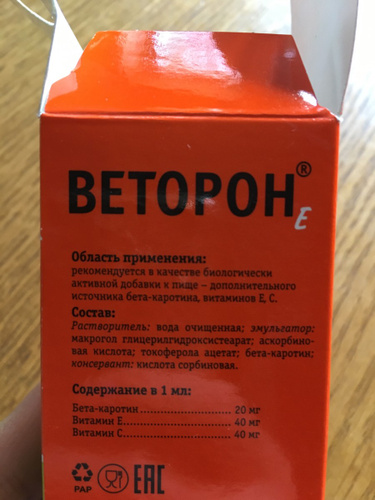 ВЕТОРОН® E
Область применения:
рекомендуется в качестве биологически
активной добавки к пище – дополнительного
источника бета-каротина, витаминов Е, С.
Состав:
Растворитель: вода очищенная; эмульгатор:
макрогол глицерилгидроксистеарат; аскорбино-
вая кислота; токоферола ацетат; бета-каротин;
консервант: кислота сорбиновая.
Содержание в 1 мл:
Бета-каротин ........................ 20 мг
Витамин Е ............................. 40 мг
Витамин С ............................. 40 мг
PAP
EAC